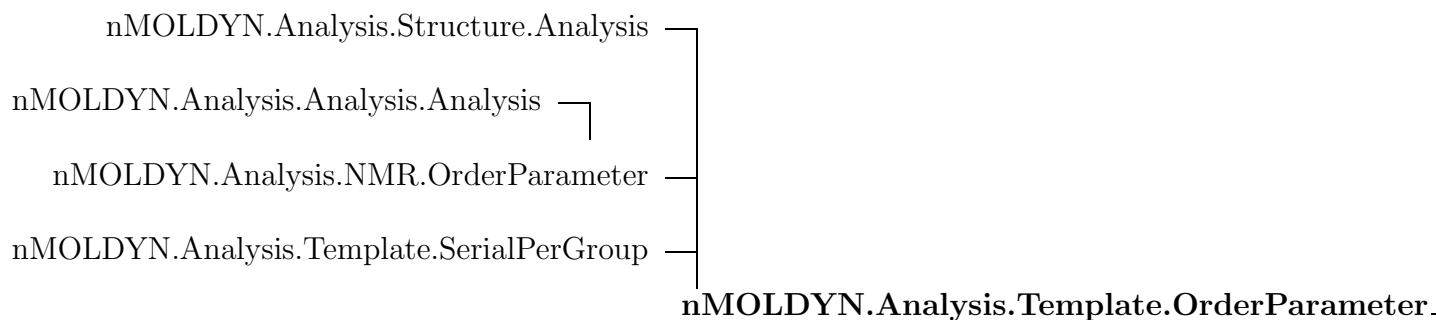 nMOLDYN.Analysis.Structure.Analysis
nMOLDYN.Analysis.Analysis.Analysis
nMOLDYN.Analysis.NMR.OrderParameter
nMOLDYN.Analysis.Template.SerialPerGroup
nMOLDYN.Analysis.Template.OrderParameter